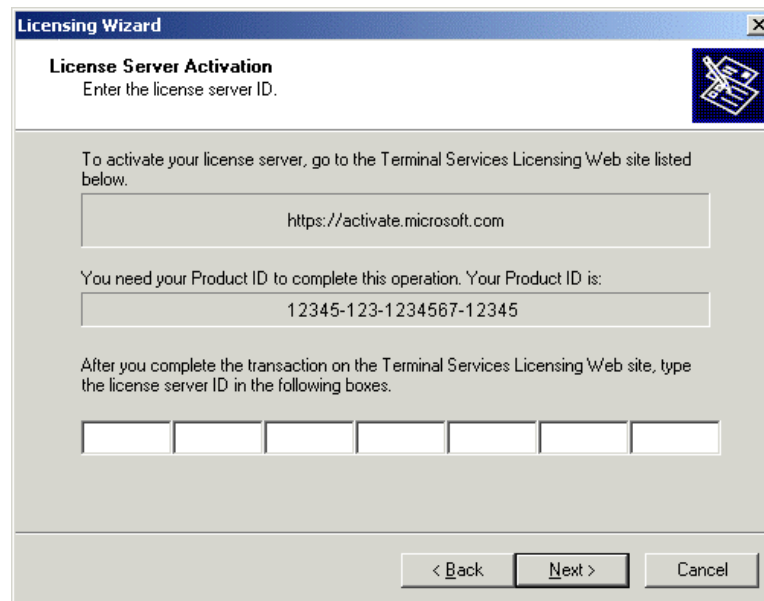 Licensing Wizard
License Server Activation
Enter the license server ID.
To activate your license server, go to the Terminal Services Licensing Web site listed
below.
https://activate.microsoft.com
You need your Product ID to complete this operation. Your Product ID is:
12345-123-1234567-12345
After you complete the transaction on the Terminal Services Licensing Web site, type
the license server ID in the following boxes.
< Back
Next >
Cancel